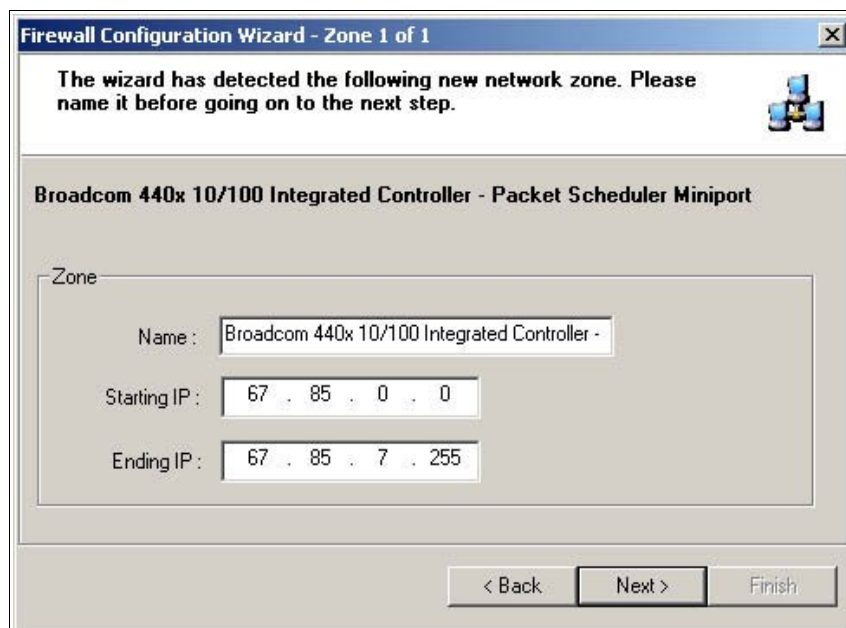 Firewall Configuration Wizard - Zone 1 of 1
The wizard has detected the following new network zone. Please
name it before going on to the next step.
Broadcom 440x 10/100 Integrated Controller - Packet Scheduler Miniport
Zone
Name : Broadcom 440x 10/100 Integrated Controller -
Starting IP : 67 . 85 . 0 . 0
Ending IP : 67 . 85 . 7 . 255
< Back Next > Finish